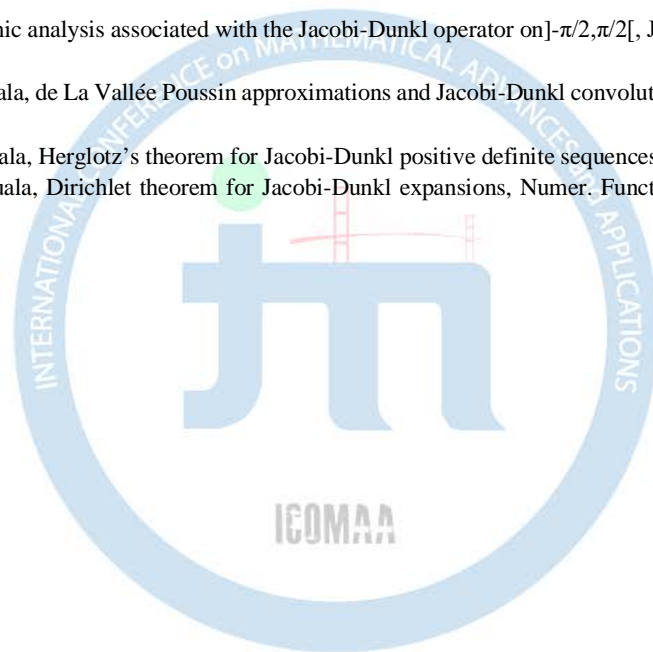 nic analysis associated with the Jacobi-Dunkl operator on]-π/2,π/2[, J
ala, de La Vallée Poussin approximations and Jacobi-Dunkl convolut
ala, Herglotz’s theorem for Jacobi-Dunkl positive definite sequences
uala, Dirichlet theorem for Jacobi-Dunkl expansions, Numer. Funct
INTERNATIONAL CONFERENCE on MATHEMATICAL ADVANCES AND APPLICATIONS
ICOMAA